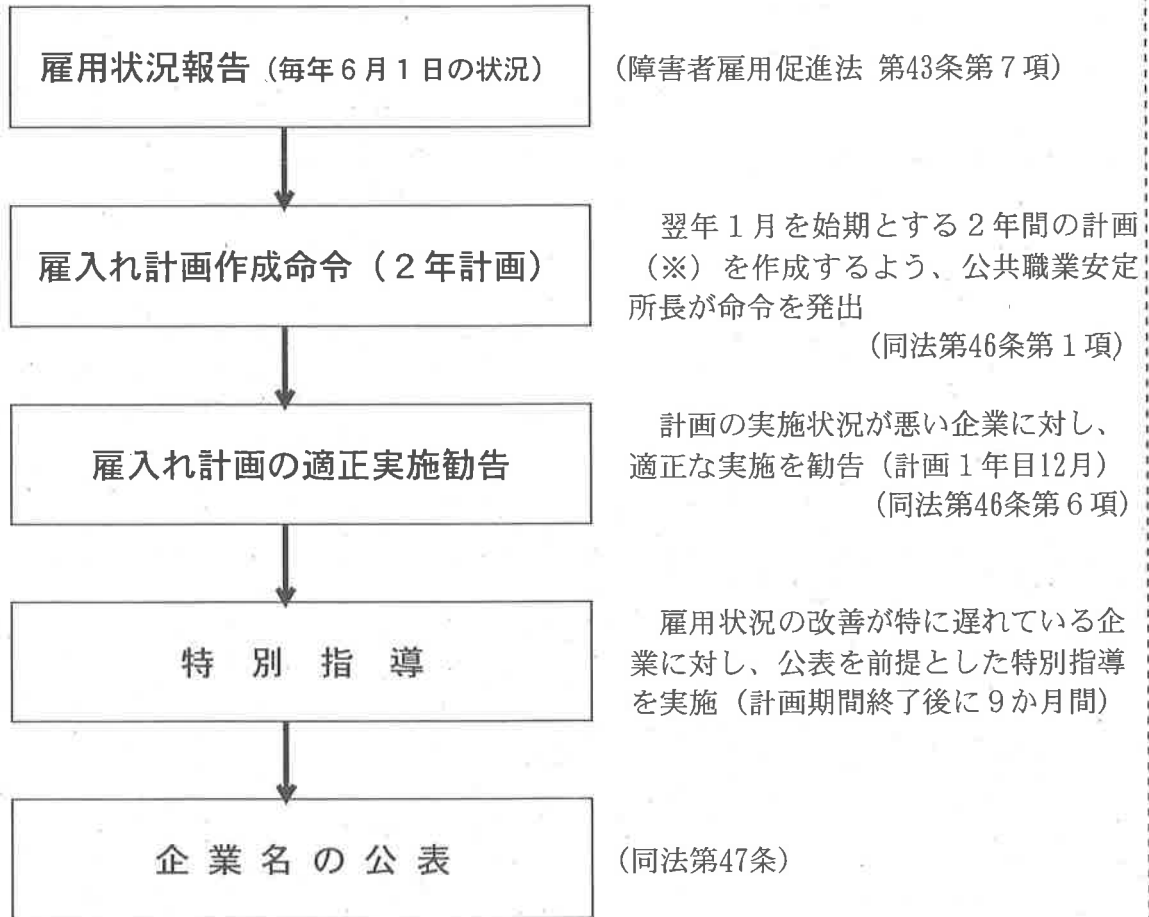 雇用状況報告(毎年6月1日の状況)
(障害者雇用促進法 第43条第7項)
雇入れ計画作成命令(2年計画)
翌年1月を始期とする2年間の計画
(※)を作成するよう、公共職業安定
所長が命令を発出
(同法第46条第1項)
雇入れ計画の適正実施勧告
計画の実施状況が悪い企業に対し、
適正な実施を勧告(計画1年目12月)
(同法第46条第6項)
特別指導
雇用状況の改善が特に遅れている企
業に対し、公表を前提とした特別指導
を実施(計画期間終了後に9か月間)
企業名の公表
(同法第47条)